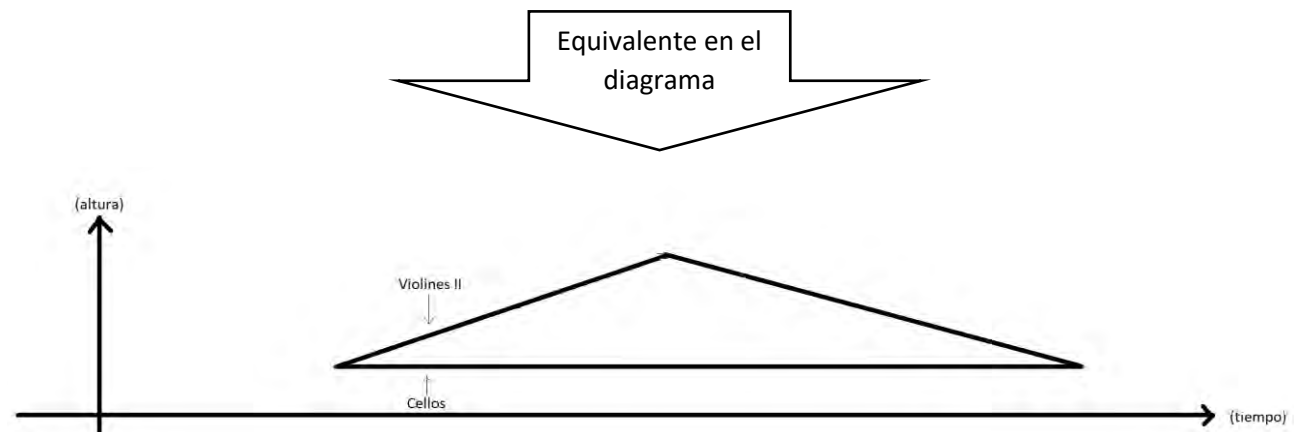 Equivalente en el
diagrama
(altura)
Violines II
Cellos
(tiempo)